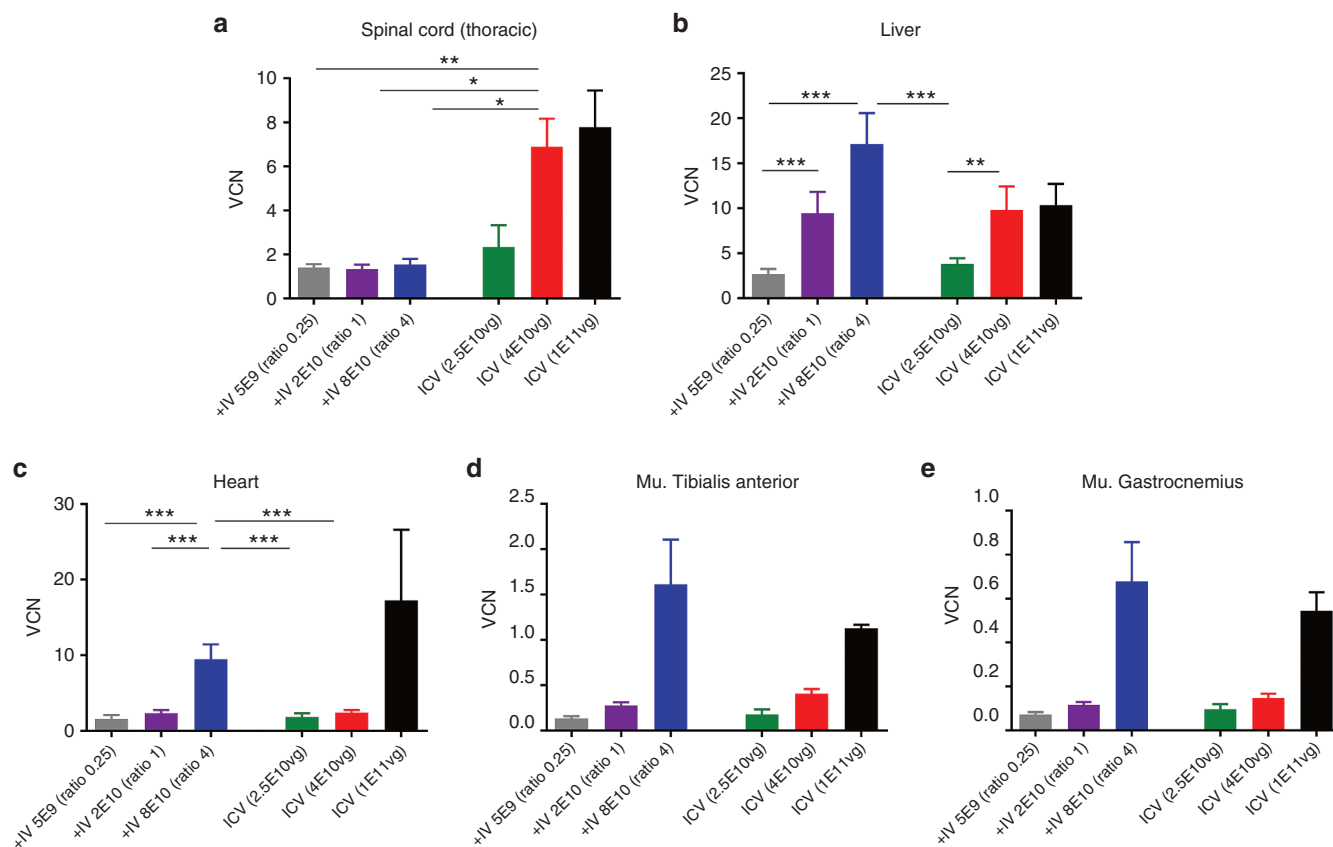 a
Spinal cord (thoracic)
VCN
10
8
6
4
2
0
**
*
*
+IV 5E9 (ratio 0.25)
+IV 2E10 (ratio 1)
+IV 8E10 (ratio 4)
ICV (2.5E10vg)
ICV (4E10vg)
ICV (1E11vg)
b
Liver
VCN
25
20
15
10
5
0
***
***
***
**
+IV 5E9 (ratio 0.25)
+IV 2E10 (ratio 1)
+IV 8E10 (ratio 4)
ICV (2.5E10vg)
ICV (4E10vg)
ICV (1E11vg)
c
Heart
VCN
30
20
10
0
***
***
***
***
+IV 5E9 (ratio 0.25)
+IV 2E10 (ratio 1)
+IV 8E10 (ratio 4)
ICV (2.5E10vg)
ICV (4E10vg)
ICV (1E11vg)
d
Mu. Tibialis anterior
VCN
2.5
2.0
1.5
1.0
0.5
0.0
+IV 5E9 (ratio 0.25)
+IV 2E10 (ratio 1)
+IV 8E10 (ratio 4)
ICV (2.5E10vg)
ICV (4E10vg)
ICV (1E11vg)
e
Mu. Gastrocnemius
VCN
1.0
0.8
0.6
0.4
0.2
0.0
+IV 5E9 (ratio 0.25)
+IV 2E10 (ratio 1)
+IV 8E10 (ratio 4)
ICV (2.5E10vg)
ICV (4E10vg)
ICV (1E11vg)